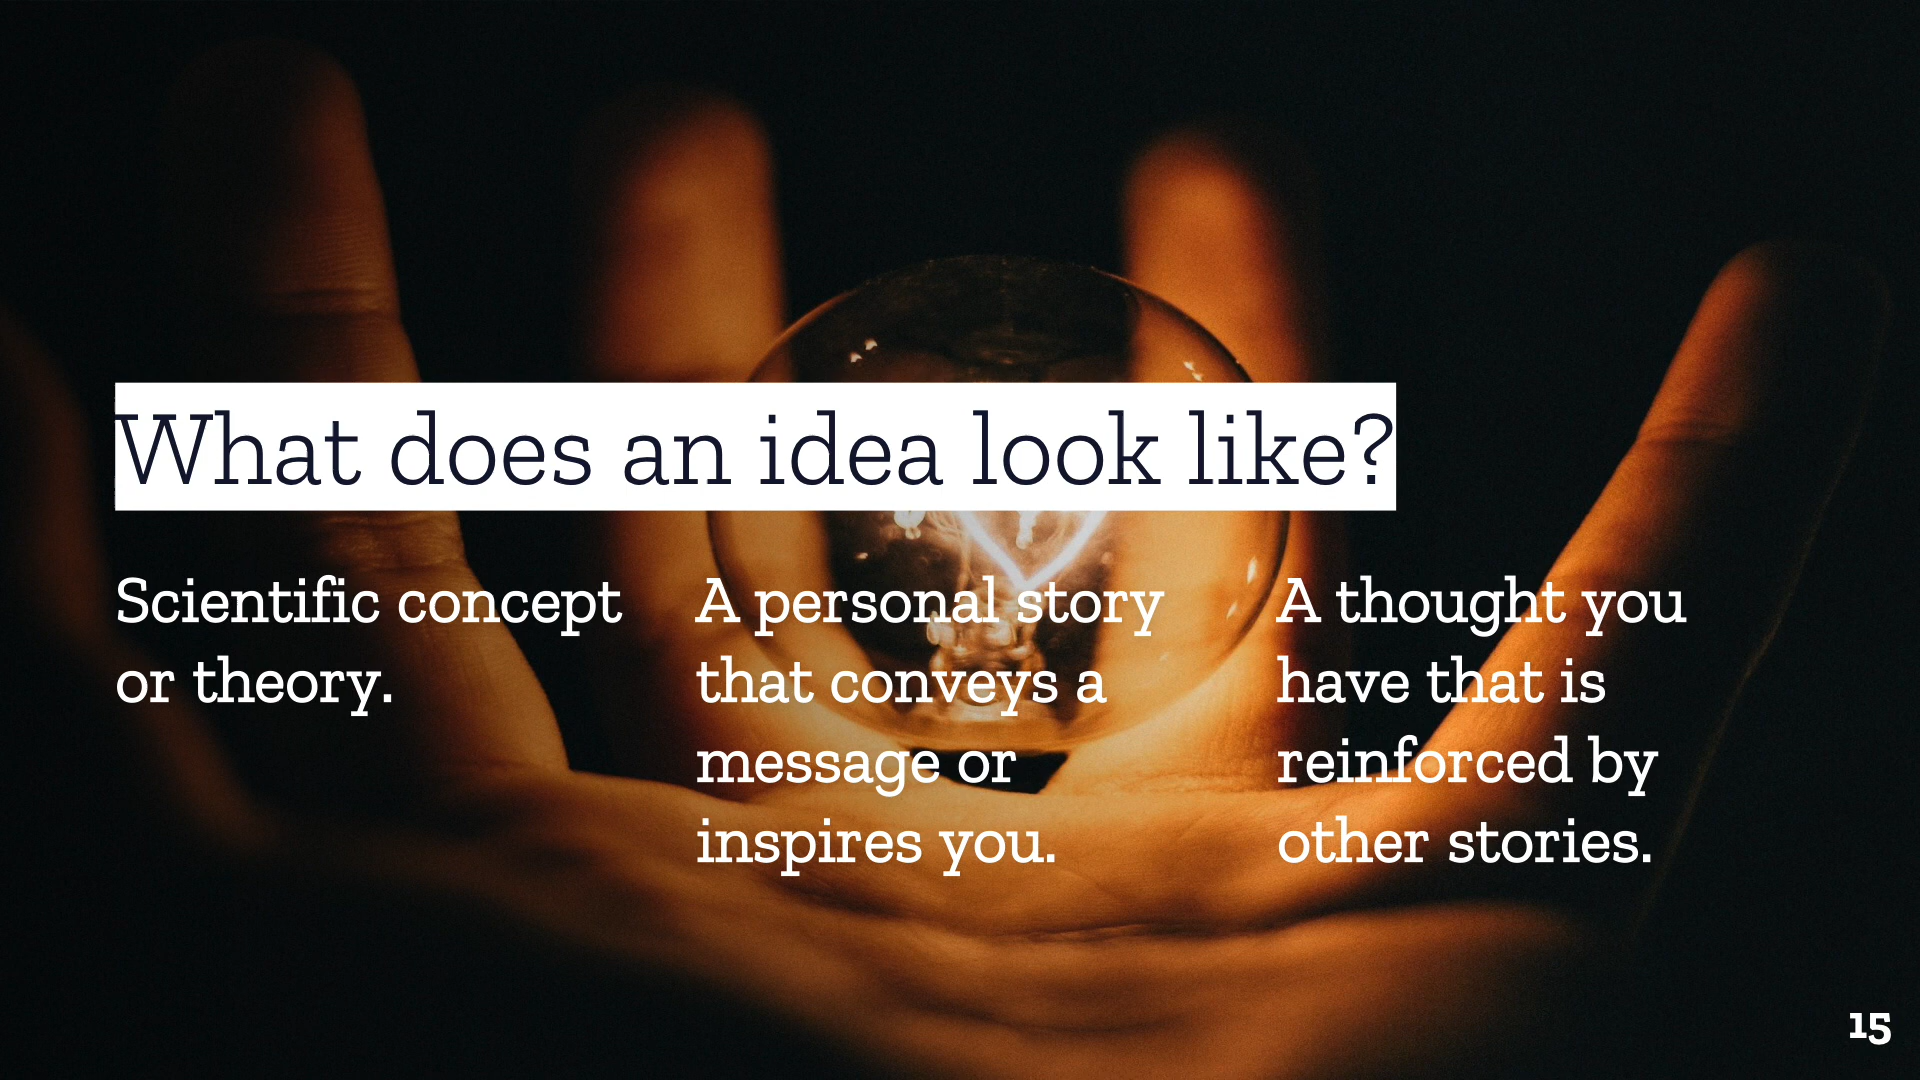 What does an idea look like?
Scientific concept
or theory.
A personal story
that conveys a
message or
inspires you.
A thought you
have that is
reinforced by
other stories.
15